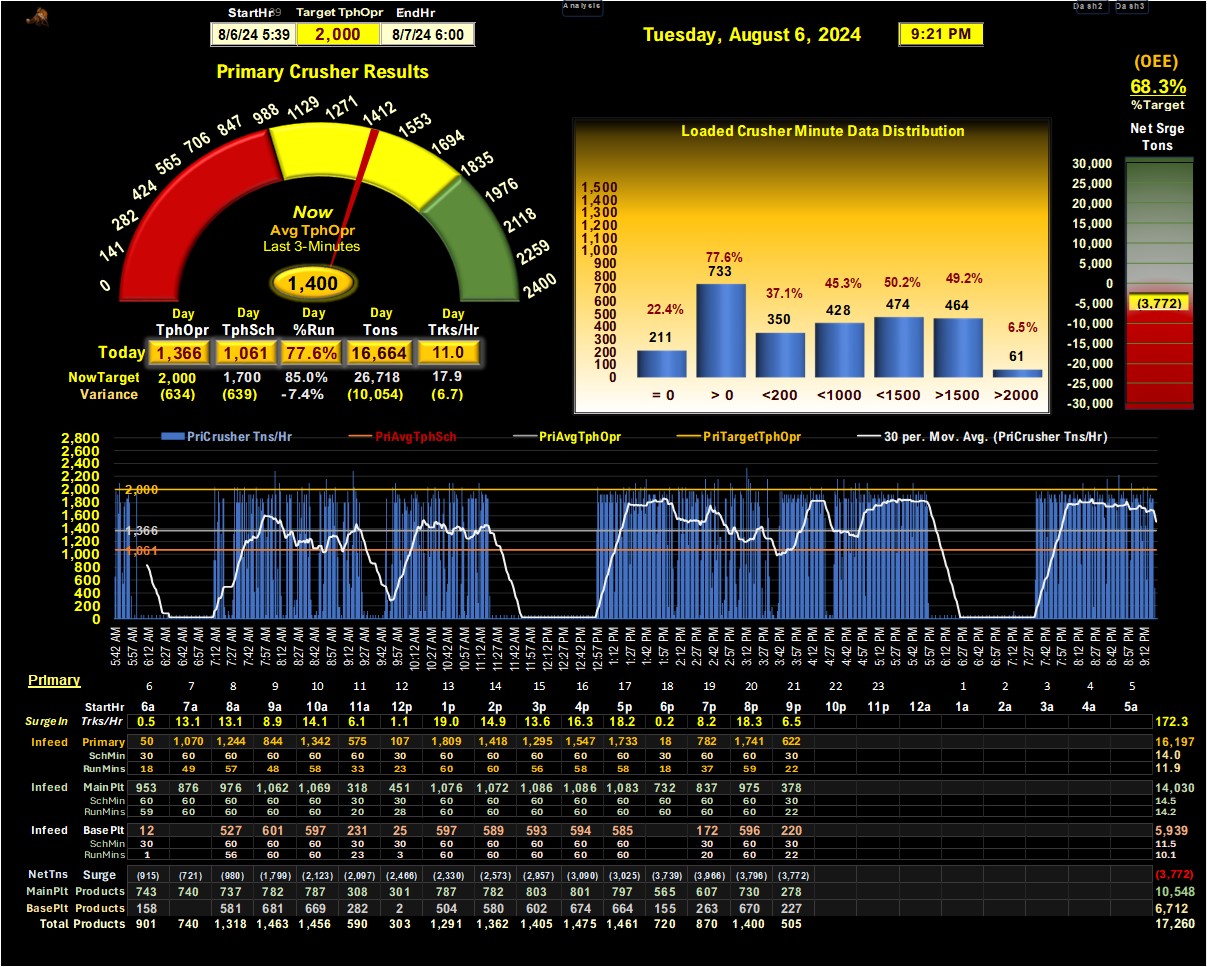 Analysis
Dash2 Dash3
StartHr39 Target TphOpr EndHr
8/6/24 5:39 2,000 8/7/24 6:00
Tuesday, August 6, 2024 9:21 PM
(OEE)
68.3%
%Target
Primary Crusher Results
0 141 282 424 565 706 847 988 1129 1271 1412 1553 1694 1835 1976 2118 2259 2400
Now
Avg TphOpr
Last 3-Minutes
1,400
Day Day Day Day Day
TphOpr TphSch %Run Tons Trks/Hr
Today 1,366 1,061 77.6% 16,664 11.0
NowTarget 2,000 1,700 85.0% 26,718 17.9
Variance (634) (639) -7.4% (10,054) (6.7)
Loaded Crusher Minute Data Distribution
1,500
1,400
1,300
1,200
1,100
1,000
900
800
700
600
500
400
300
200
100
0
22.4% 77.6% 37.1% 45.3% 50.2% 49.2% 6.5%
211 733 350 428 474 464 61
= 0 > 0 <200 <1000 <1500 >1500 >2000
Net Srge
Tons
30,000
25,000
20,000
15,000
10,000
5,000
0
-5,000
-10,000
-15,000
-20,000
-25,000
-30,000
(3,772)
PriCrusher Tns/Hr PriAvgTphSch PriAvgTphOpr PriTargetTphOpr 30 per. Mov. Avg. (PriCrusher Tns/Hr)
2,800
2,600
2,400
2,200
2,000
1,800
1,600
1,400
1,200
1,000
800
600
400
200
0
2,000
1,366
1,061
5:42 AM 5:57 AM 6:12 AM 6:27 AM 6:42 AM 6:57 AM 7:12 AM 7:27 AM 7:42 AM 7:57 AM 8:12 AM 8:27 AM 8:42 AM 8:57 AM 9:12 AM 9:27 AM 9:42 AM 9:57 AM 10:12 AM 10:27 AM 10:42 AM 10:57 AM 11:12 AM 11:27 AM 11:42 AM 11:57 AM 12:12 PM 12:27 PM 12:42 PM 12:57 PM 1:12 PM 1:27 PM 1:42 PM 1:57 PM 2:12 PM 2:27 PM 2:42 PM 2:57 PM 3:12 PM 3:27 PM 3:42 PM 3:57 PM 4:12 PM 4:27 PM 4:42 PM 4:57 PM 5:12 PM 5:27 PM 5:42 PM 5:57 PM 6:12 PM 6:27 PM 6:42 PM 6:57 PM 7:12 PM 7:27 PM 7:42 PM 7:57 PM 8:12 PM 8:27 PM 8:42 PM 8:57 PM 9:12 PM
Primary
6 7 8 9 10 11 12 13 14 15 16 17 18 19 20 21 22 23 1 2 3 4 5
StartHr 6a 7a 8a 9a 10a 11a 12p 1p 2p 3p 4p 5p 6p 7p 8p 9p 10p 11p 12a 1a 2a 3a 4a 5a
SurgeIn Trks/Hr 0.5 13.1 13.1 8.9 14.1 6.1 1.1 19.0 14.9 13.6 16.3 18.2 0.2 8.2 18.3 6.5 172.3
Infeed Primary 50 1,070 1,244 844 1,342 575 107 1,809 1,418 1,295 1,547 1,733 18 782 1,741 622 16,197
SchMin 30 60 60 60 60 60 30 60 60 60 60 60 30 60 60 30 14.0
RunMins 18 49 57 48 58 33 23 60 60 56 58 58 18 37 59 22 11.9
Infeed MainPlt 953 876 976 1,062 1,069 318 451 1,076 1,072 1,086 1,086 1,083 732 837 975 378 14,030
SchMin 60 60 60 60 60 30 30 60 60 60 60 60 60 60 60 30 14.5
RunMins 59 60 60 60 60 20 28 60 60 60 60 60 60 60 60 22 14.2
Infeed BasePlt 12 527 601 597 231 25 597 589 593 594 585 172 596 220 5,939
SchMin 30 60 60 60 30 30 60 60 60 60 60 30 60 30 11.5
RunMins 1 56 60 60 23 3 60 60 60 60 60 20 60 22 10.1
NetTns Surge (915) (721) (980) (1,799) (2,123) (2,097) (2,466) (2,330) (2,573) (2,957) (3,090) (3,025) (3,739) (3,966) (3,796) (3,772) (3,772)
MainPlt Products 743 740 737 782 787 308 301 787 782 803 801 797 565 607 730 278 10,548
BasePlt Products 158 581 681 669 282 2 504 580 602 674 664 155 263 670 227 6,712
Total Products 901 740 1,318 1,463 1,456 590 303 1,291 1,362 1,405 1,475 1,461 720 870 1,400 505 17,260